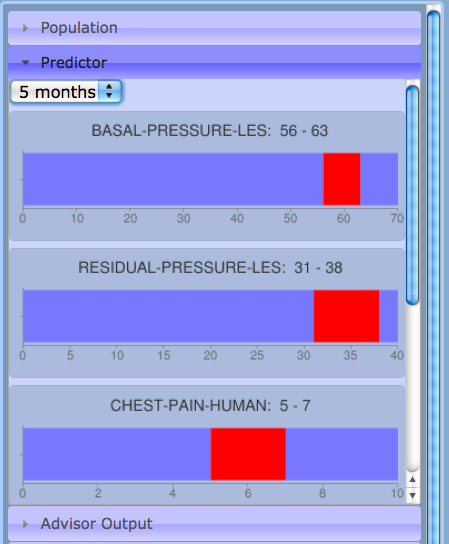 Population
Predictor
5 months
BASAL-PRESSURE-LES: 56 - 63
0 10 20 30 40 50 60 70
RESIDUAL-PRESSURE-LES: 31 - 38
0 5 10 15 20 25 30 35 40
CHEST-PAIN-HUMAN: 5 - 7
0 2 4 6 8 10
Advisor Output